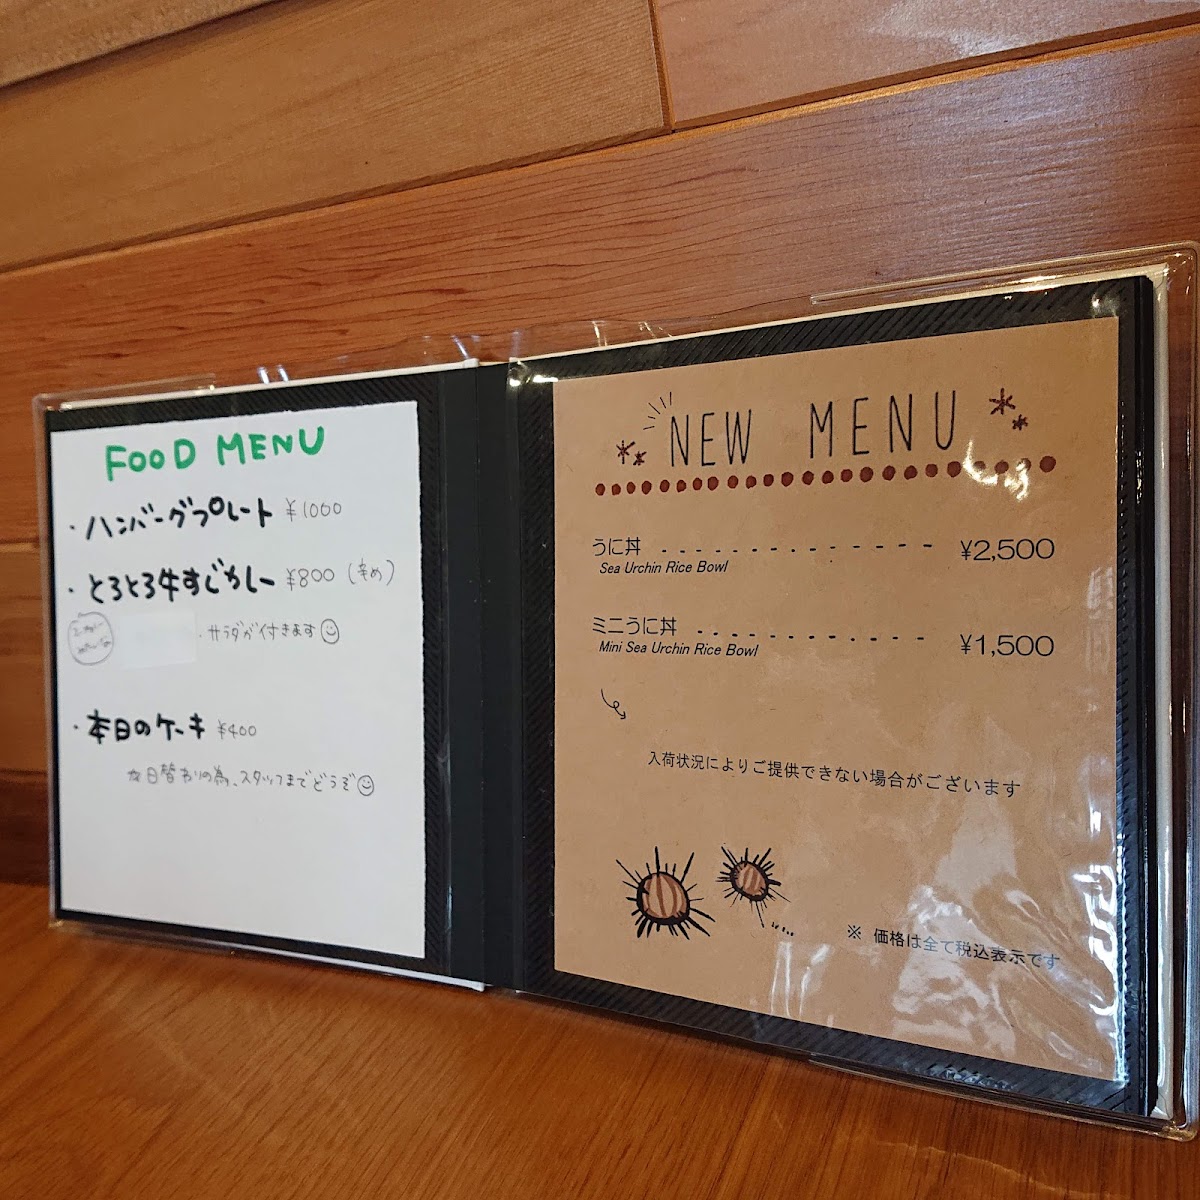 FOOD MENU
・ハンバーグプレート ¥1000
・とろとろ牛すじカレー ¥800 (辛め)
・サラダが付きます
・本日のケーキ ¥400
☆日替わりの為、スタッフまでどうぞ
NEW MENU
うに丼 ¥2,500
Sea Urchin Rice Bowl
ミニうに丼 ¥1,500
Mini Sea Urchin Rice Bowl
入荷状況によりご提供できない場合がございます
※ 価格は全て税込表示です